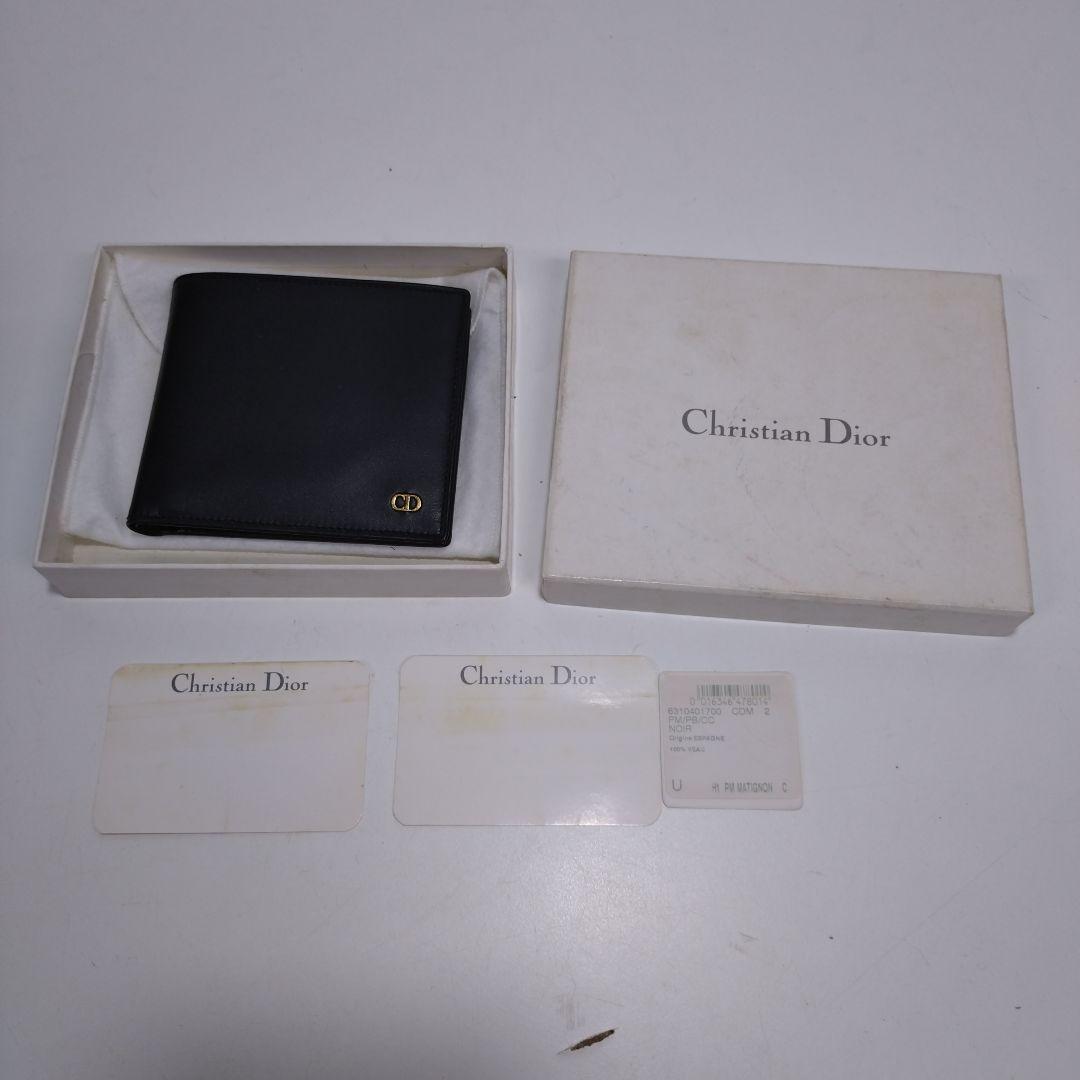 CD
Christian Dior
Christian Dior
Christian Dior
0 016346 478014
6310401700 CDM 2
PM/PB/CC
NOIR
Origine ESPAGNE
100% VEAU
U H1 PM MATIGNON C